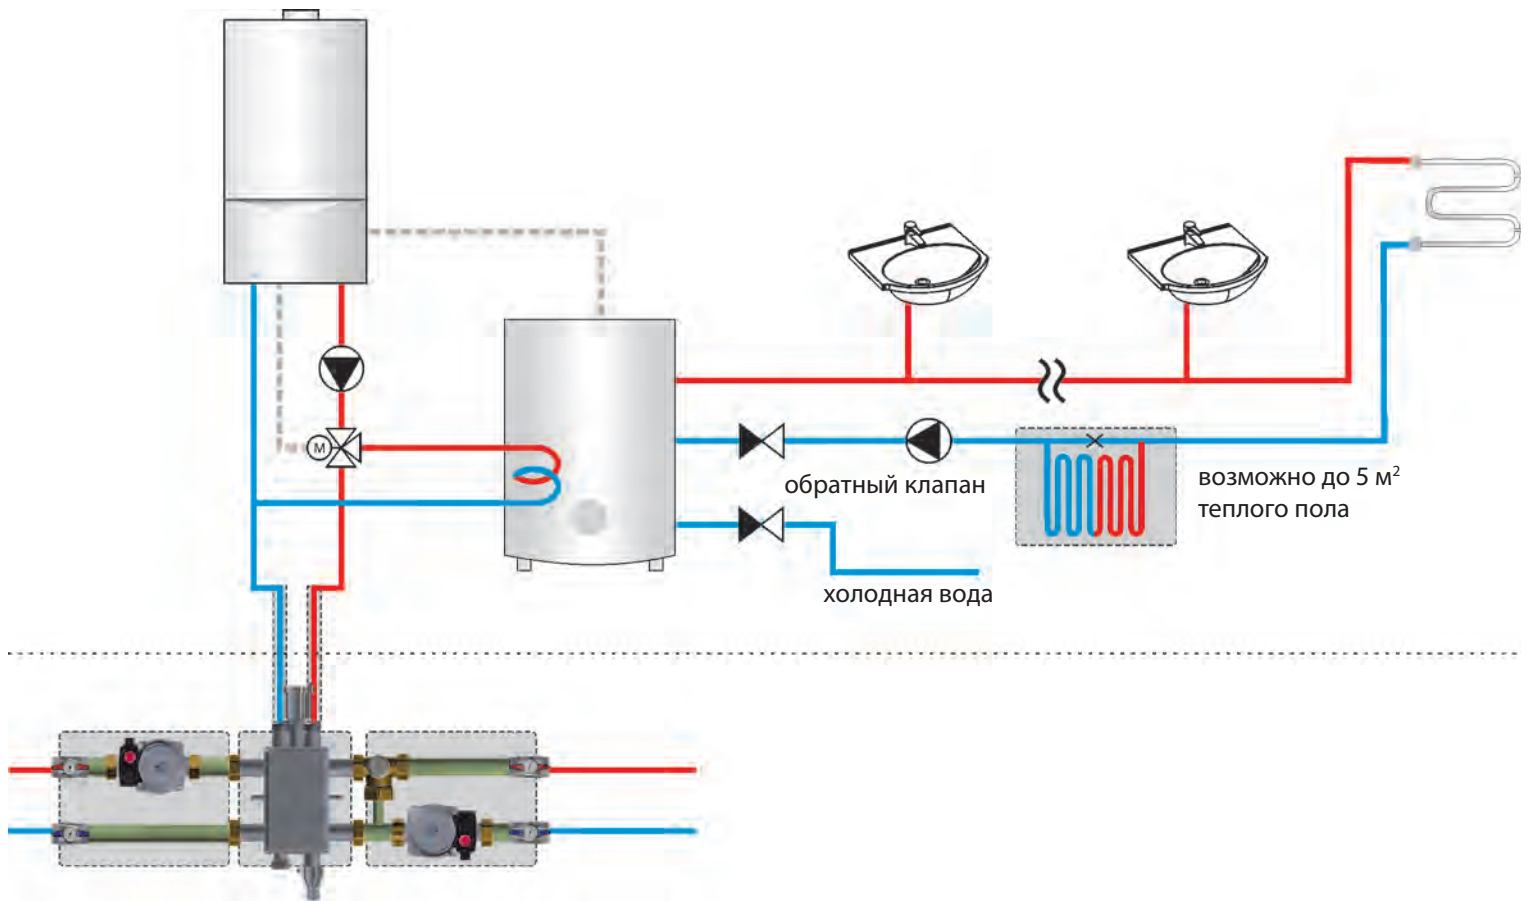 M
обратный клапан
возможно до 5 м²
теплого пола
холодная вода